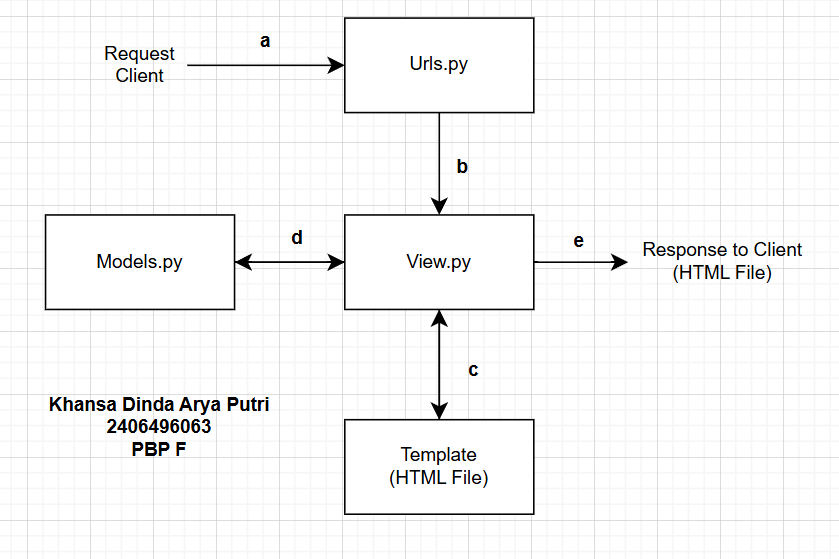 a
Request
Client
Urls.py
b
d
e
Models.py
View.py
Response to Client
(HTML File)
c
Khansa Dinda Arya Putri
2406496063
PBP F
Template
(HTML File)